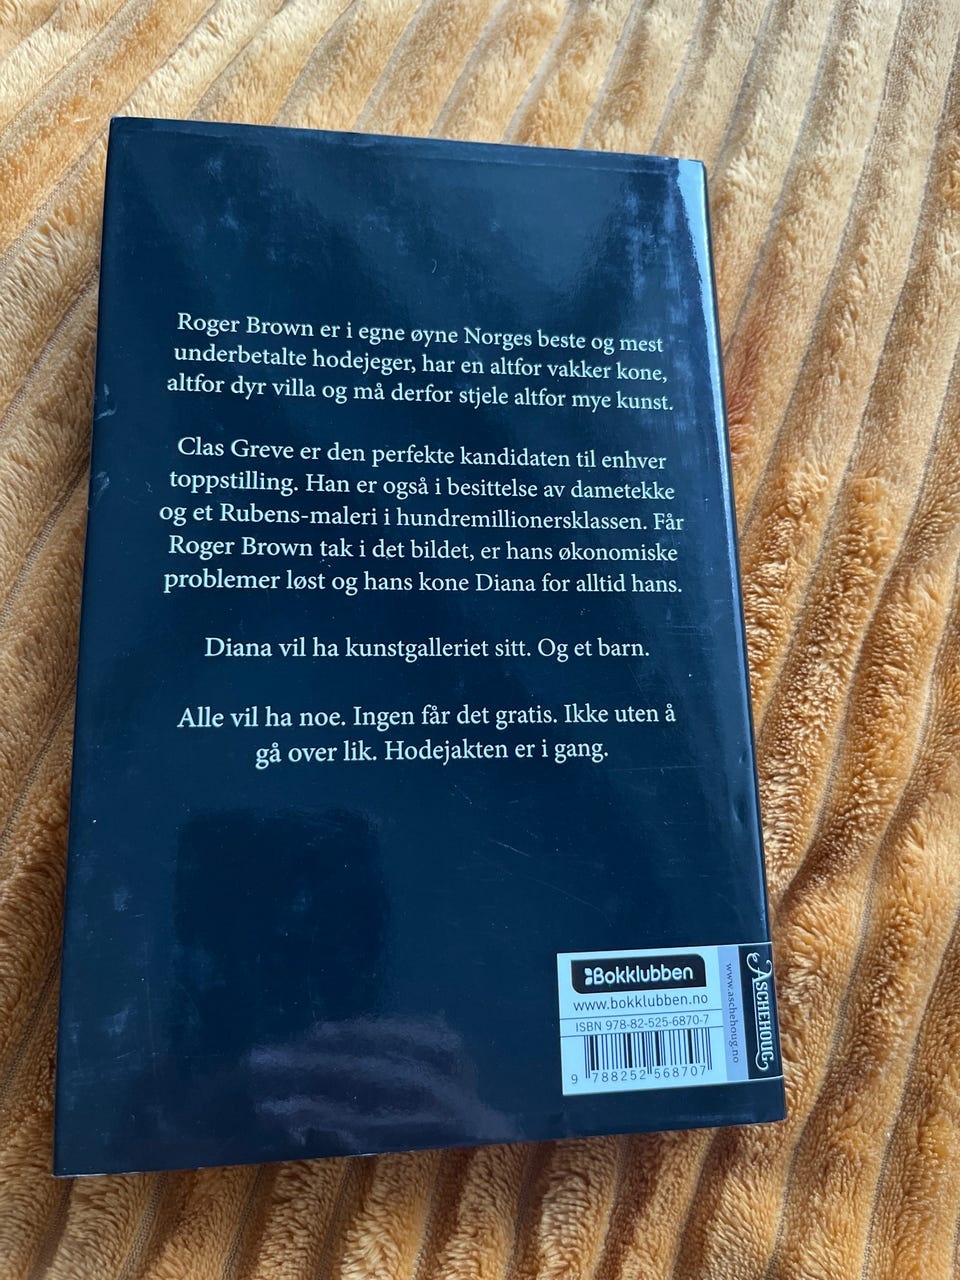 Roger Brown er i egne øyne Norges beste og mest
underbetalte hodejeger, har en altfor vakker kone,
altfor dyr villa og må derfor stjele altfor mye kunst.
Clas Greve er den perfekte kandidaten til enhver
toppstilling. Han er også i besittelse av dametekke
og et Rubens-maleri i hundremillionersklassen. Får
Roger Brown tak i det bildet, er hans økonomiske
problemer løst og hans kone Diana for alltid hans.
Diana vil ha kunstgalleriet sitt. Og et barn.
Alle vil ha noe. Ingen får det gratis. Ikke uten å
gå over lik. Hodejakten er i gang.
Bokklubben
www.bokklubben.no
ISBN 978-82-525-6870-7
9 788252 568707
www.aschehoug.no
ASCHEHOUG